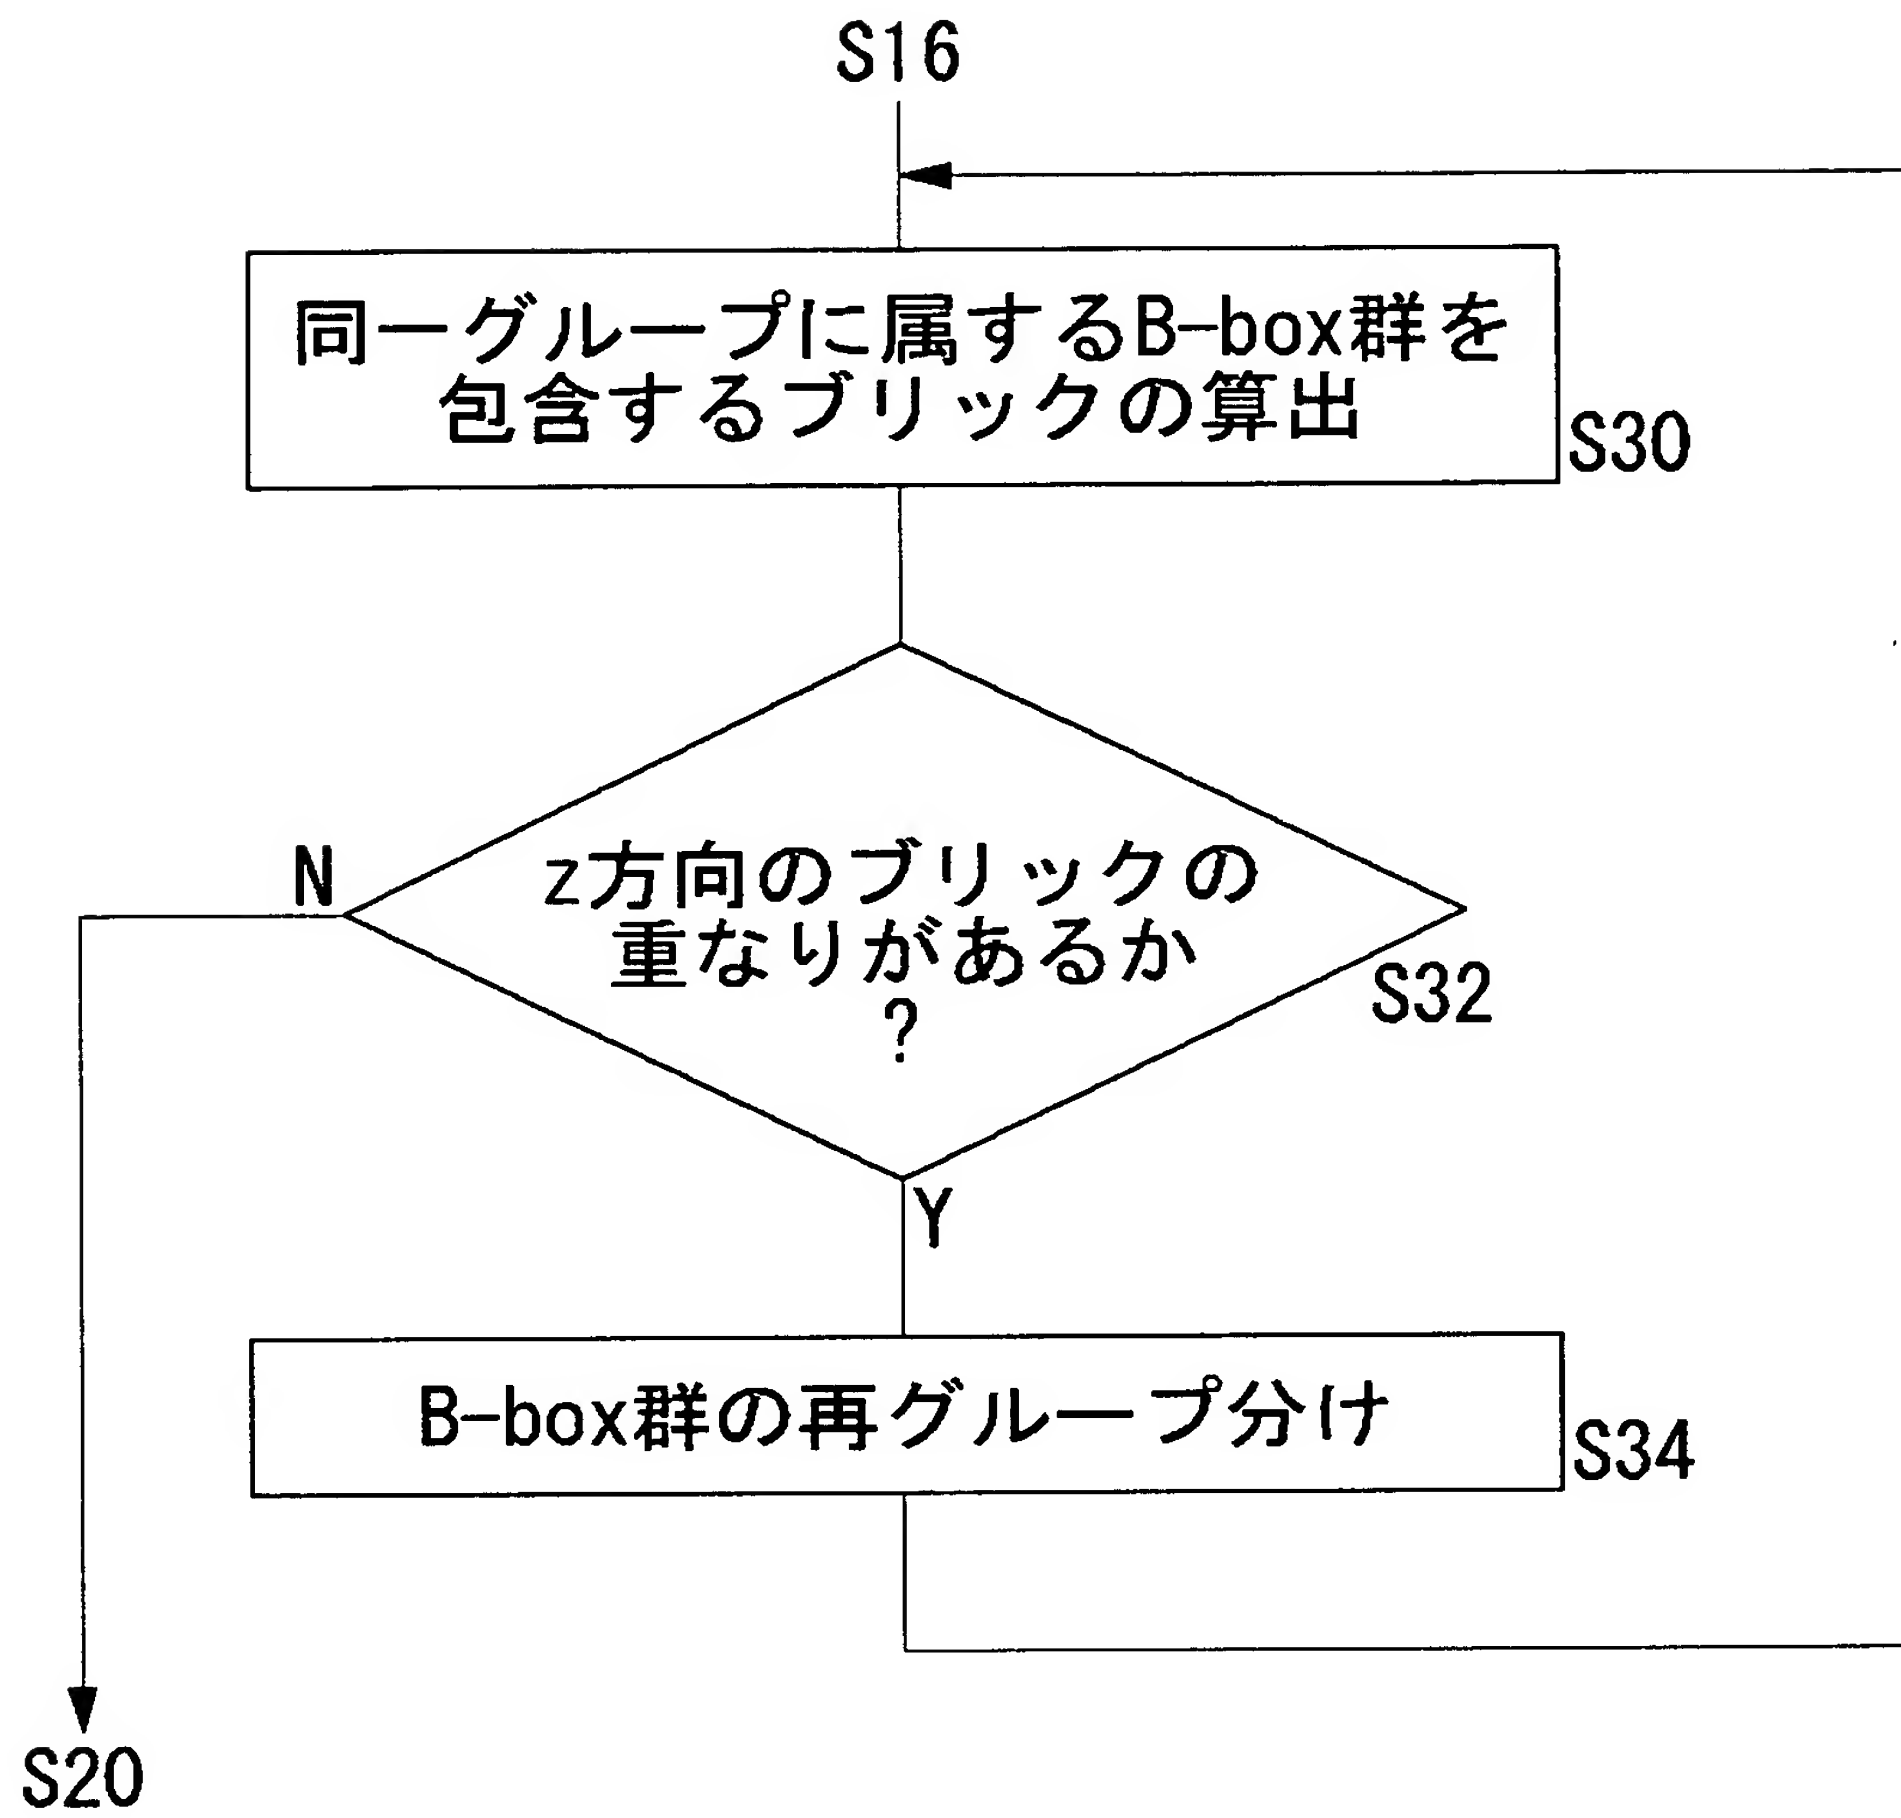 S16
同一グループに属するB-box群を
包含するブリックの算出
S30
N
z方向のブリックの
重なりがあるか
?
S32
Y
B-box群の再グループ分け
S34
S20